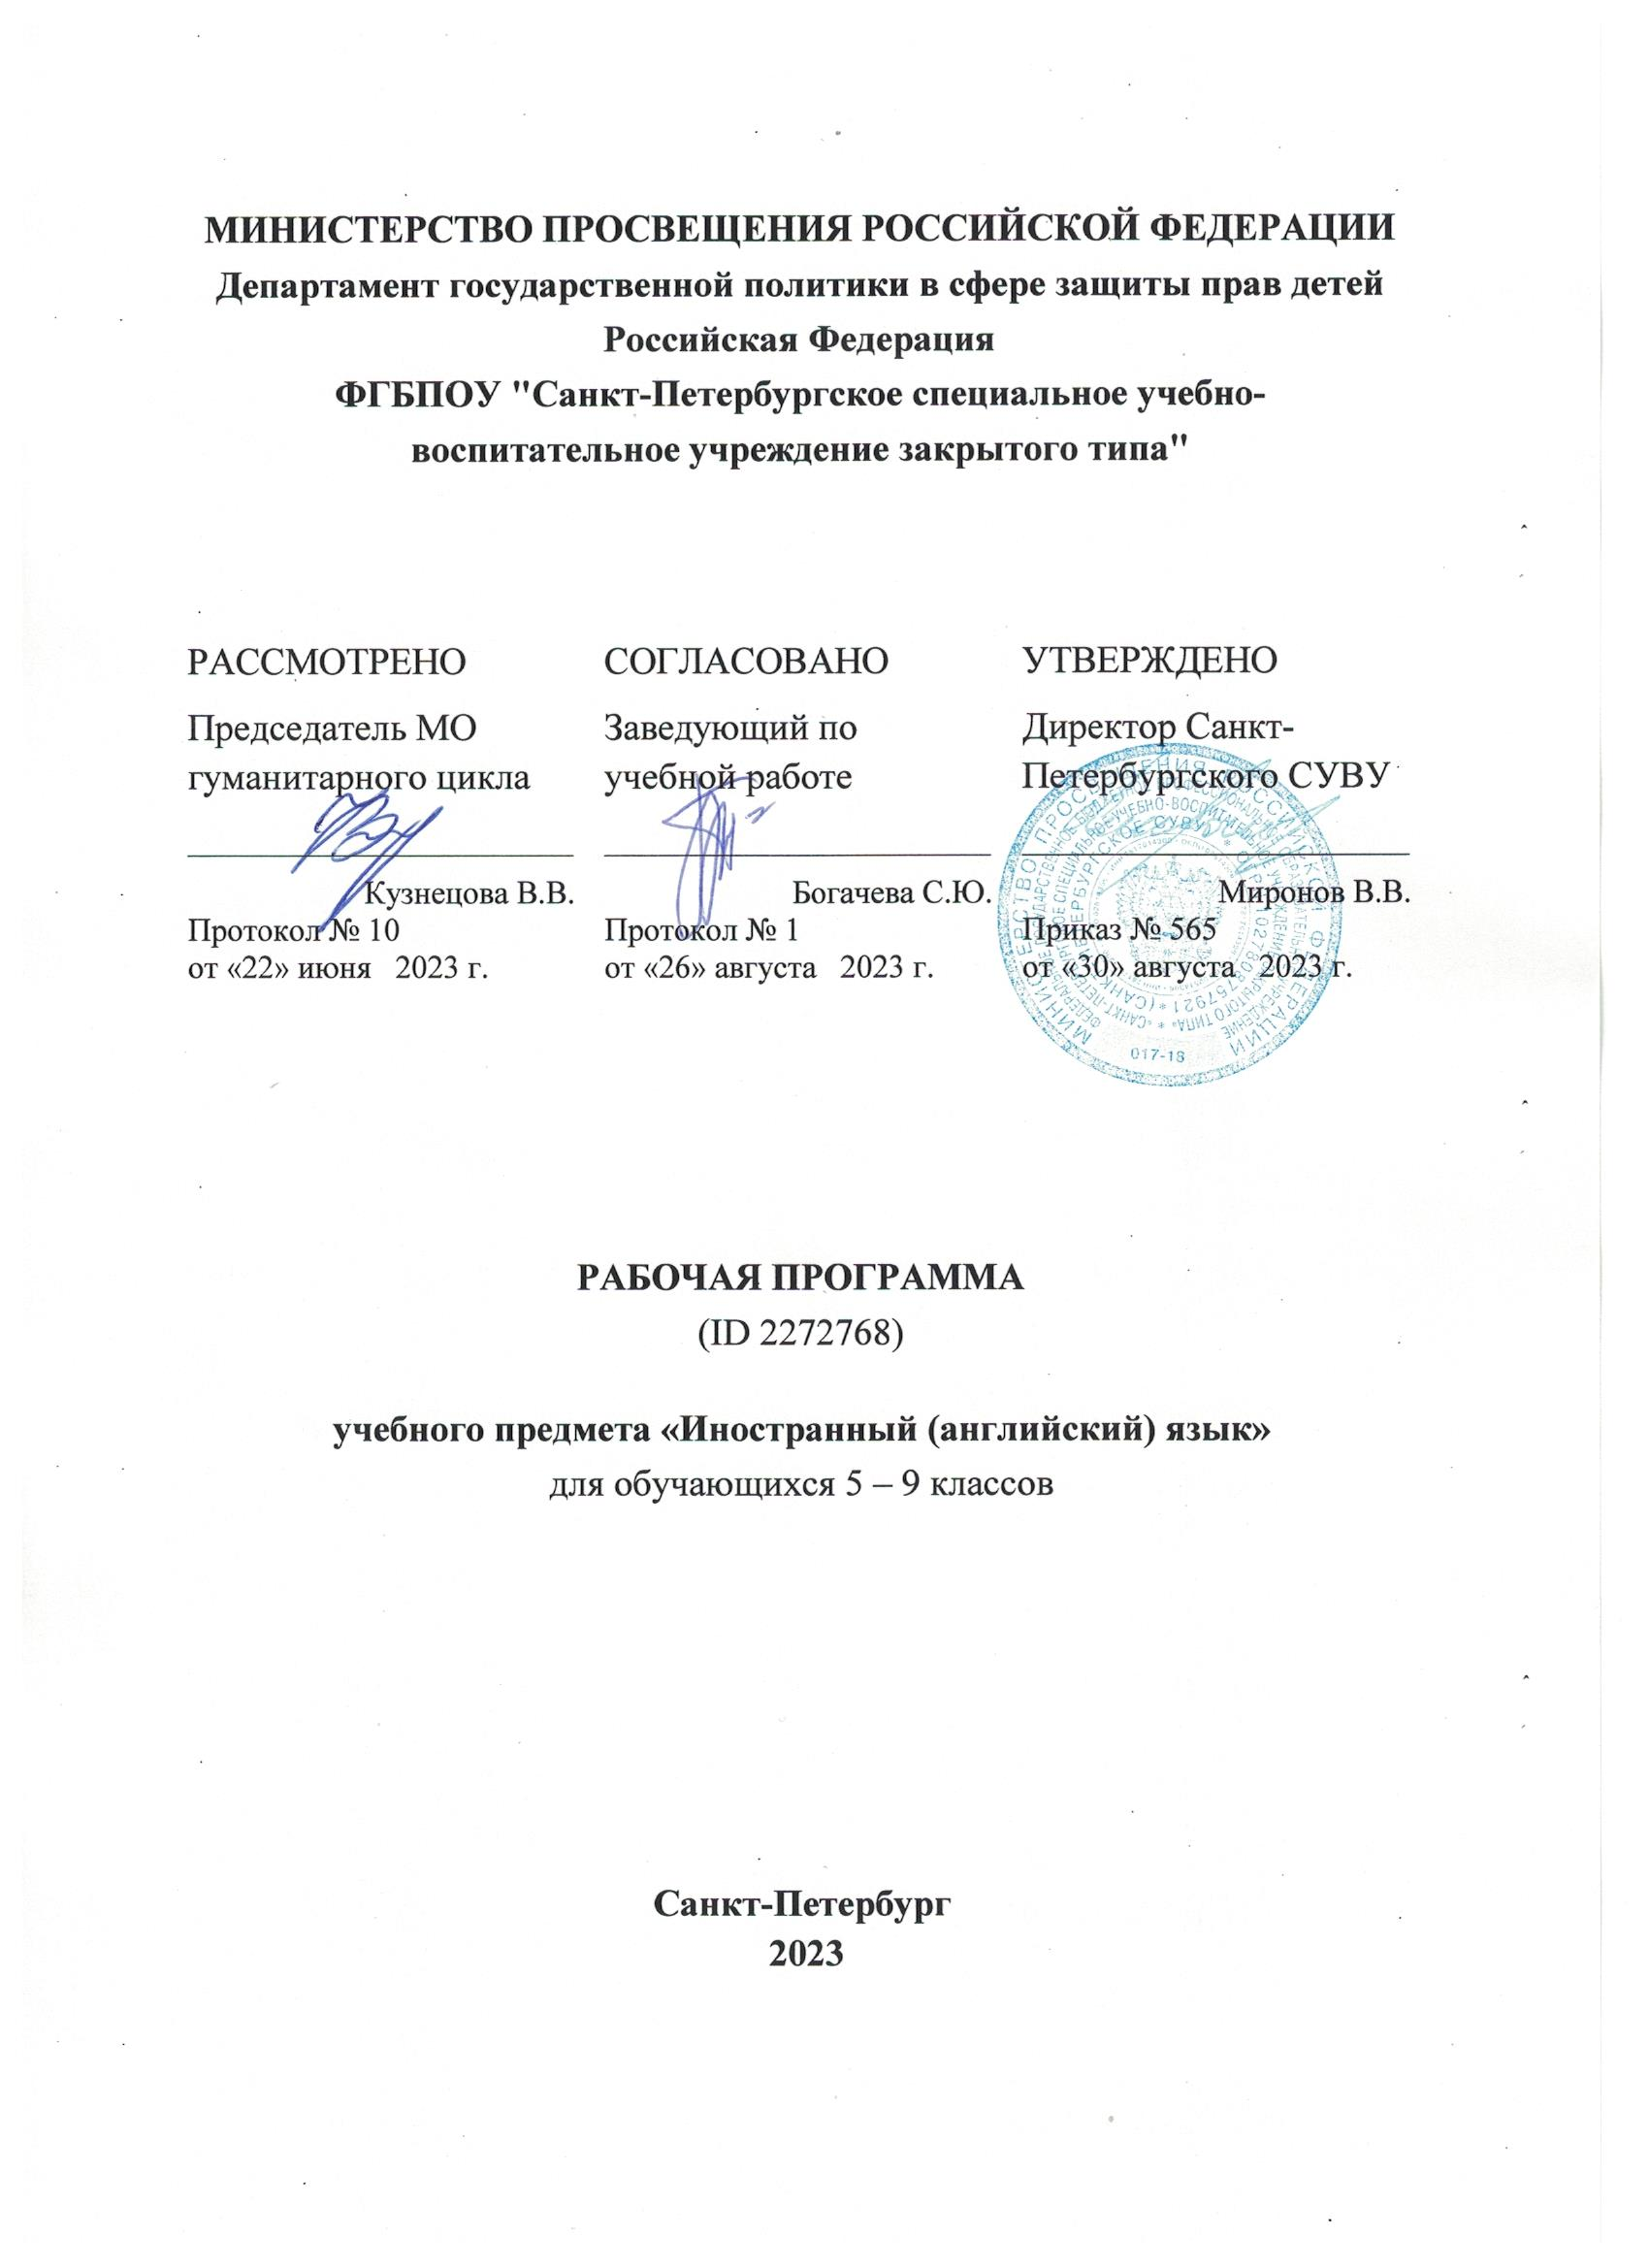 МИНИСТЕРСТВО ПРОСВЕЩЕНИЯ РОССИЙСКОЙ ФЕДЕРАЦИИ
Департамент государственной политики в сфере защиты прав детей
Российская Федерация
ФГБПОУ "Санкт-Петербургское специальное учебно-
воспитательное учреждение закрытого типа"
РАССМОТРЕНО
Председатель МО
гуманитарного цикла
Кузнецова В.В.
Протокол № 10
от «22» июня 2023 г.
СОГЛАСОВАНО
Заведующий по
учебной работе
Богачева С.Ю.
Протокол № 1
от «26» августа 2023 г.
УТВЕРЖДЕНО
Директор Санкт-
Петербургского СУВУ
Миронов В.В.
Приказ № 565
от «30» августа 2023 г.
017-18
РАБОЧАЯ ПРОГРАММА
(ID 2272768)
учебного предмета «Иностранный (английский) язык»
для обучающихся 5 – 9 классов
Санкт-Петербург
2023